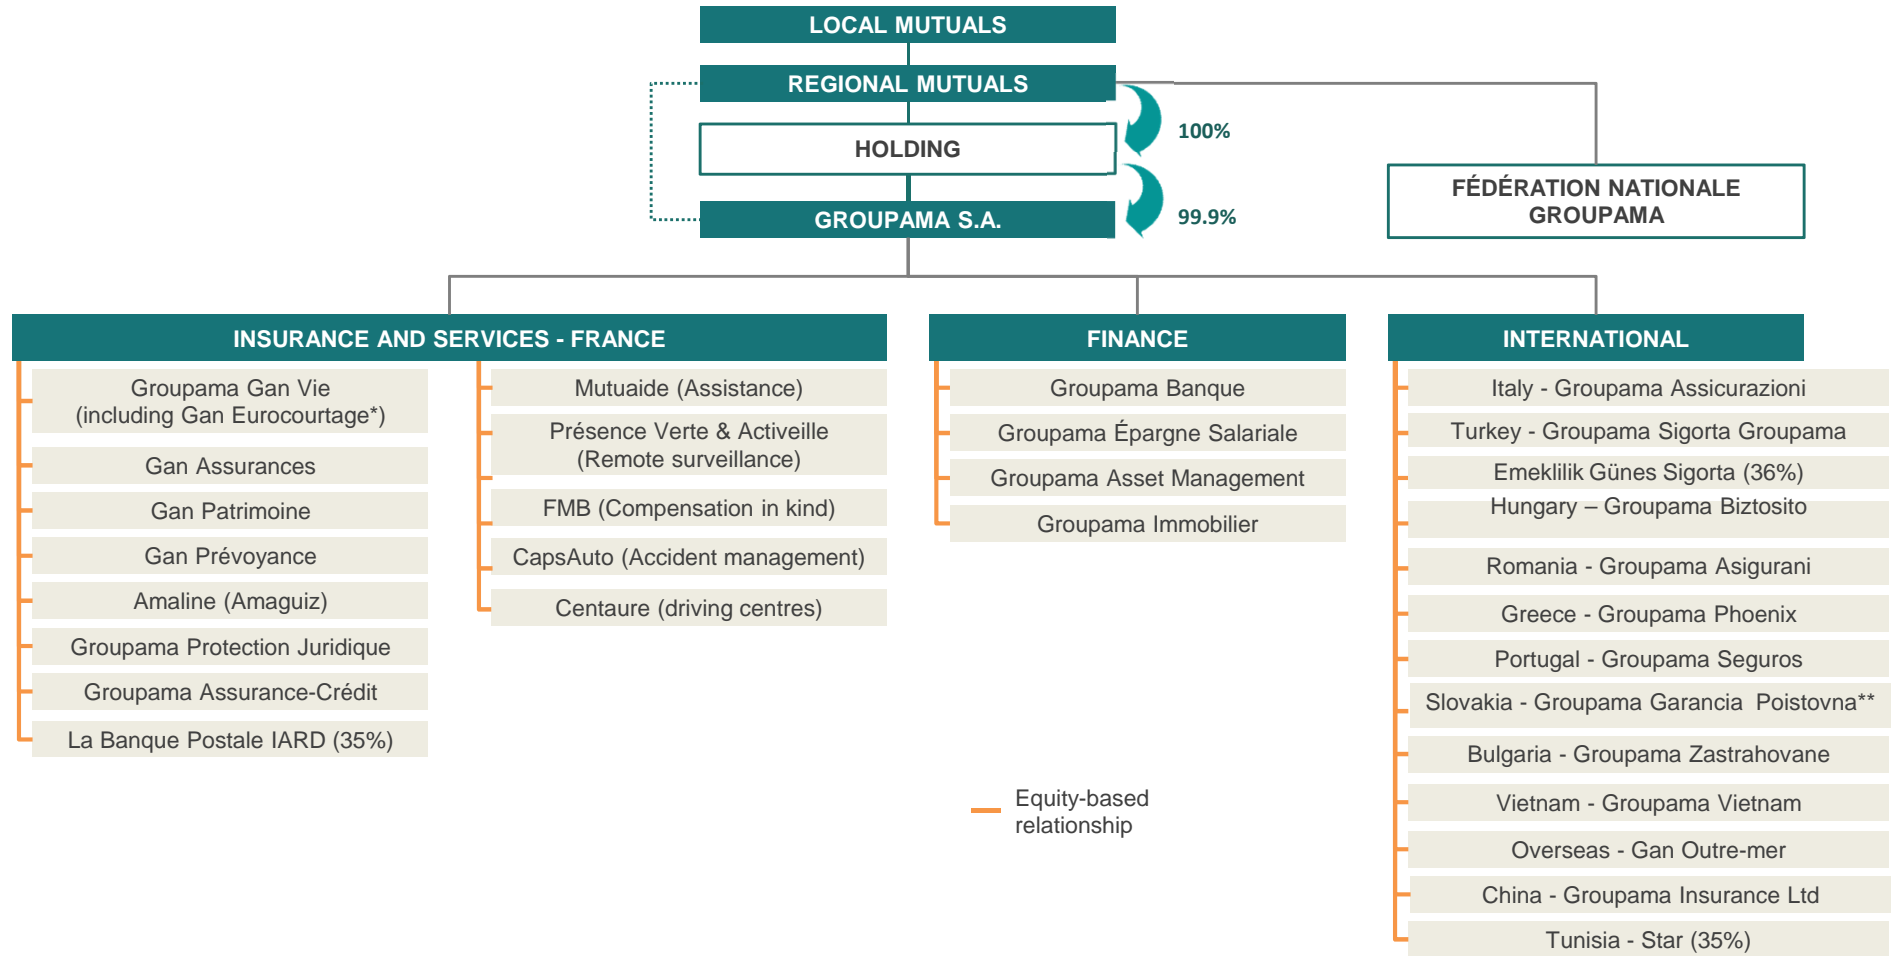 LOCAL MUTUALS
REGIONAL MUTUALS
100%
HOLDING
FÉDÉRATION NATIONALE
GROUPAMA
99.9%
GROUPAMA S.A.
INSURANCE AND SERVICES - FRANCE
Groupama Gan Vie
(including Gan Eurocourtage*)
Gan Assurances
Gan Patrimoine
Gan Prévoyance
Amaline (Amaguiz)
Groupama Protection Juridique
Groupama Assurance-Crédit
La Banque Postale IARD (35%)
Mutuaide (Assistance)
Présence Verte & Activeille
(Remote surveillance)
FMB (Compensation in kind)
CapsAuto (Accident management)
Centaure (driving centres)
FINANCE
Groupama Banque
Groupama Épargne Salariale
Groupama Asset Management
Groupama Immobilier
Equity-based
relationship
INTERNATIONAL
Italy - Groupama Assicurazioni
Turkey - Groupama Sigorta Groupama
Emeklilik Günes Sigorta (36%)
Hungary – Groupama Biztosito
Romania - Groupama Asigurani
Greece - Groupama Phoenix
Portugal - Groupama Seguros
Slovakia - Groupama Garancia Poistovna**
Bulgaria - Groupama Zastrahovane
Vietnam - Groupama Vietnam
Overseas - Gan Outre-mer
China - Groupama Insurance Ltd
Tunisia - Star (35%)